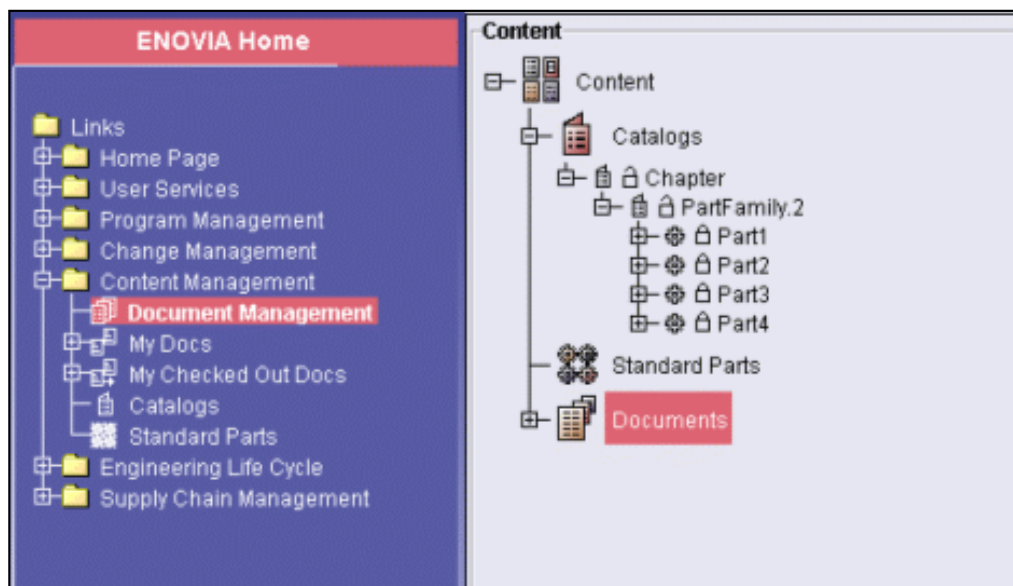 ENOVIA Home
Links
Home Page
User Services
Program Management
Change Management
Content Management
Document Management
My Docs
My Checked Out Docs
Catalogs
Standard Parts
Engineering Life Cycle
Supply Chain Management
Content
Content
Catalogs
Chapter
PartFamily.2
Part1
Part2
Part3
Part4
Standard Parts
Documents